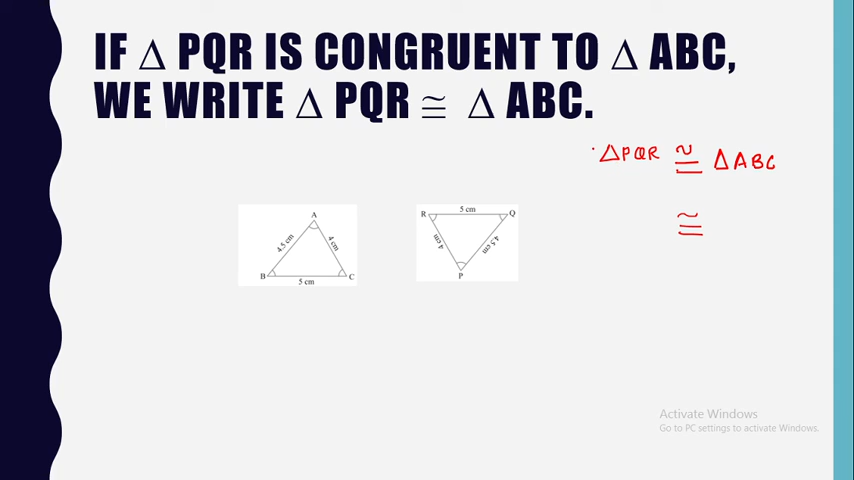 IF Δ PQR IS CONGRUENT TO Δ ABC,
WE WRITE Δ PQR ≅ Δ ABC.
△PQR ≅ ΔABC
≅
A
4.5 cm
4 cm
B
C
5 cm
5 cm
R
Q
4 cm
4.5 cm
P
Activate Windows
Go to PC settings to activate Windows.